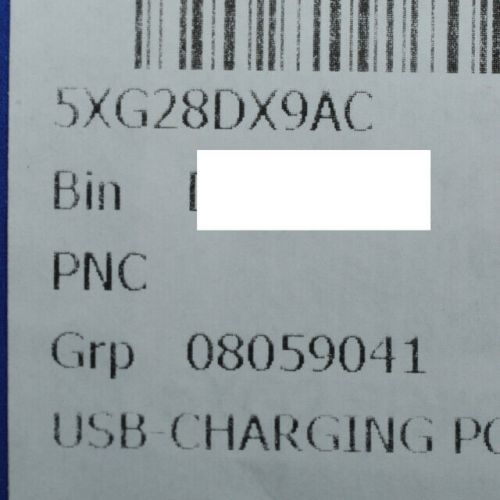 5XG28DX9AC
Bin
PNC
Grp 08059041
USB-CHARGING